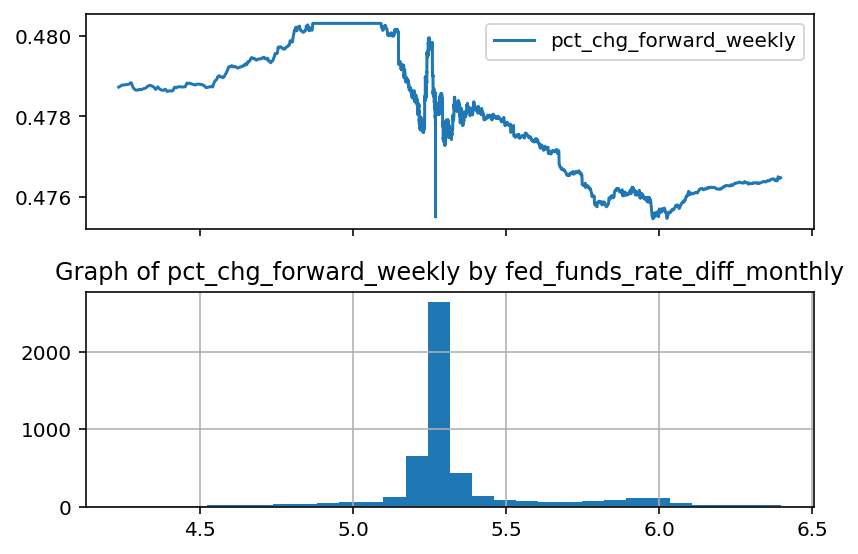 0.480
0.478
0.476
pct_chg_forward_weekly
Graph of pct_chg_forward_weekly by fed_funds_rate_diff_monthly
2000
1000
0
4.5 5.0 5.5 6.0 6.5